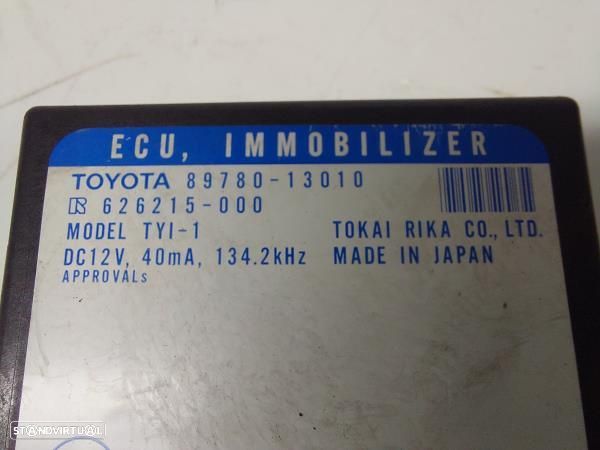 ECU, IMMOBILIZER
TOYOTA 89780-13010
626215-000
MODEL TYI-1 TOKAI RIKA CO., LTD.
DC12V, 40mA, 134.2kHz MADE IN JAPAN
APPROVALs
STANDVIRTUAL